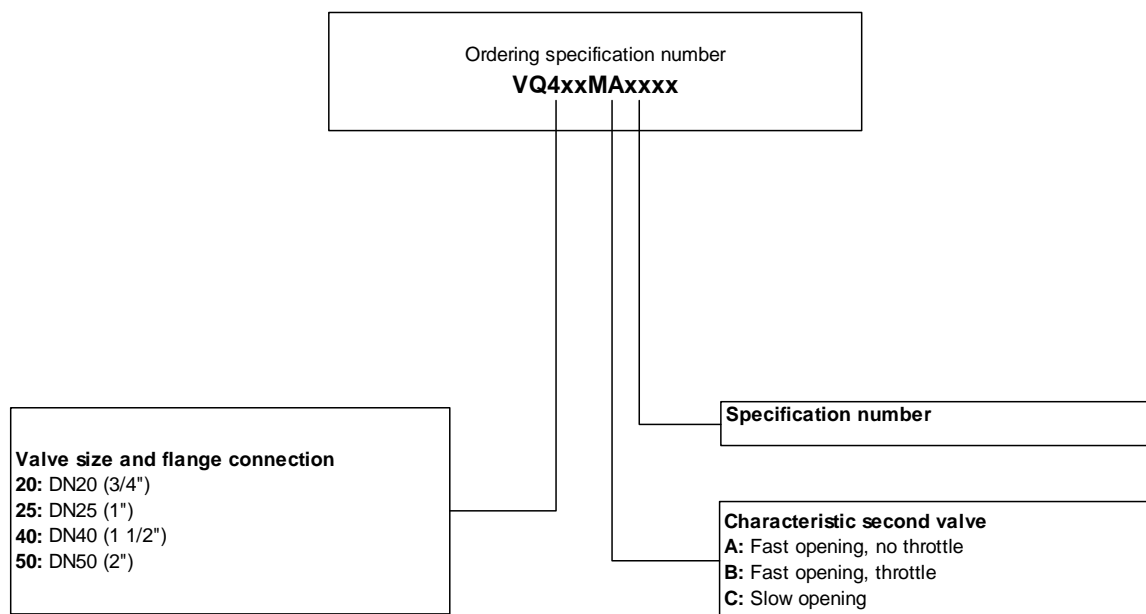 Ordering specification number
VQ4xxMAxxxx
Valve size and flange connection
20: DN20 (3/4")
25: DN25 (1")
40: DN40 (1 1/2")
50: DN50 (2")
Specification number
Characteristic second valve
A: Fast opening, no throttle
B: Fast opening, throttle
C: Slow opening